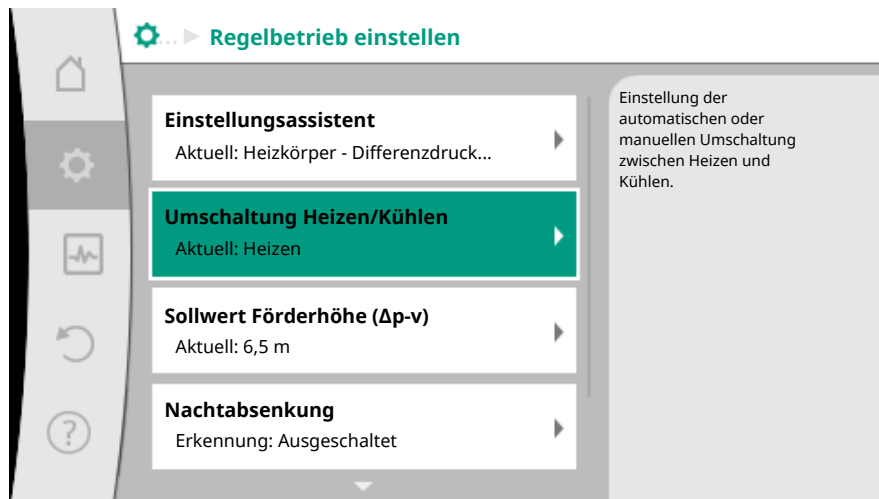 ... Regelbetrieb einstellen
Einstellungsassistent
Aktuell: Heizkörper - Differenzdruck...
Umschaltung Heizen/Kühlen
Aktuell: Heizen
Sollwert Förderhöhe (Δp-v)
Aktuell: 6,5 m
Nachtabsenkung
Erkennung: Ausgeschaltet
Einstellung der
automatischen oder
manuellen Umschaltung
zwischen Heizen und
Kühlen.
?